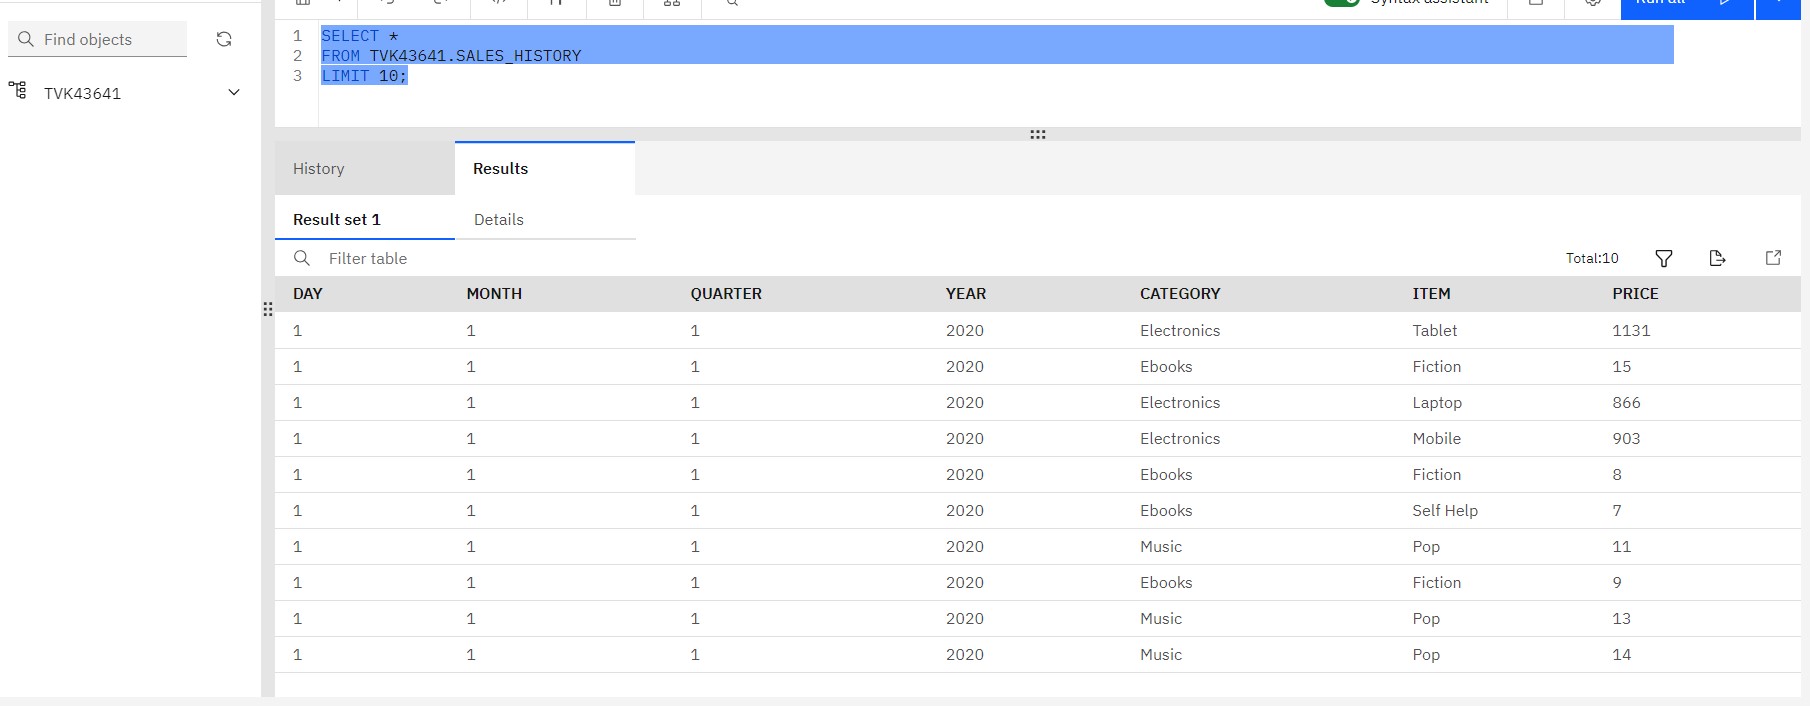 Syntax assistant
Run all
Find objects
TVK43641
1 SELECT *
2 FROM TVK43641.SALES_HISTORY
3 LIMIT 10;
History Results
Result set 1 Details
Filter table Total:10
DAY MONTH QUARTER YEAR CATEGORY ITEM PRICE
1 1 1 2020 Electronics Tablet 1131
1 1 1 2020 Ebooks Fiction 15
1 1 1 2020 Electronics Laptop 866
1 1 1 2020 Electronics Mobile 903
1 1 1 2020 Ebooks Fiction 8
1 1 1 2020 Ebooks Self Help 7
1 1 1 2020 Music Pop 11
1 1 1 2020 Ebooks Fiction 9
1 1 1 2020 Music Pop 13
1 1 1 2020 Music Pop 14